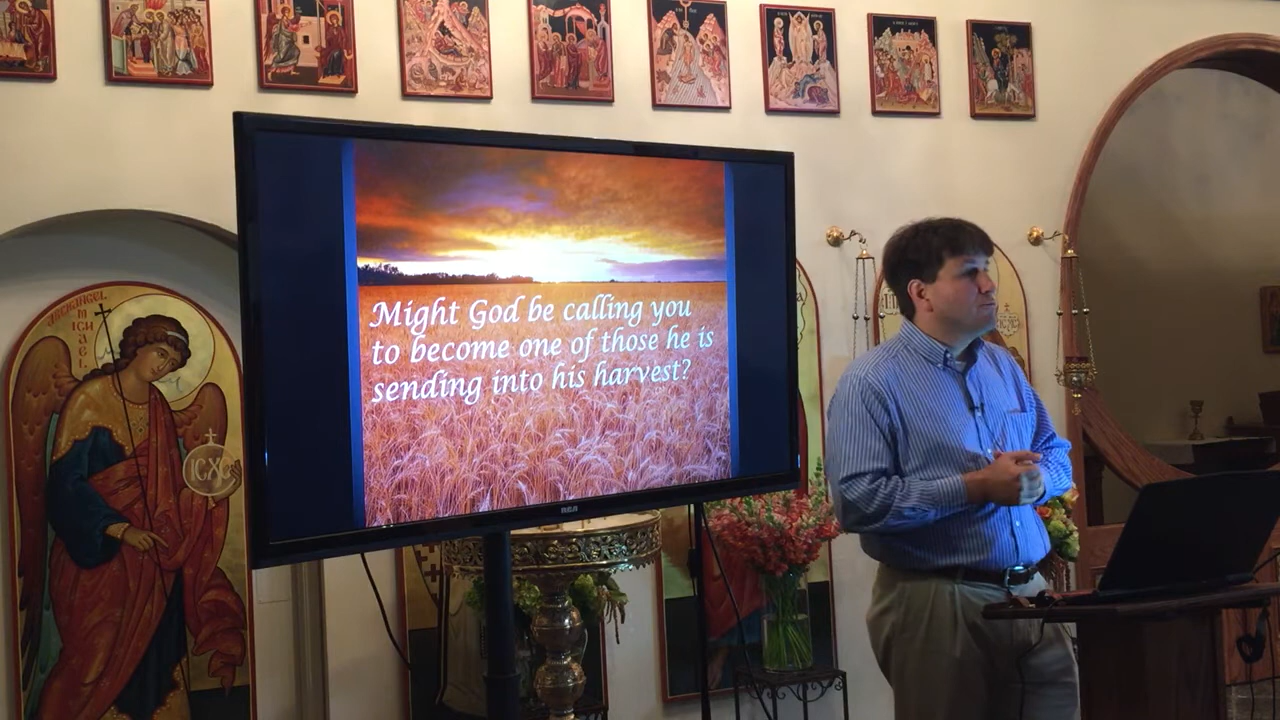 ARCHANGEL
MICHAEL
Might God be calling you
to become one of those he is
sending into his harvest?
RCA
IC XC